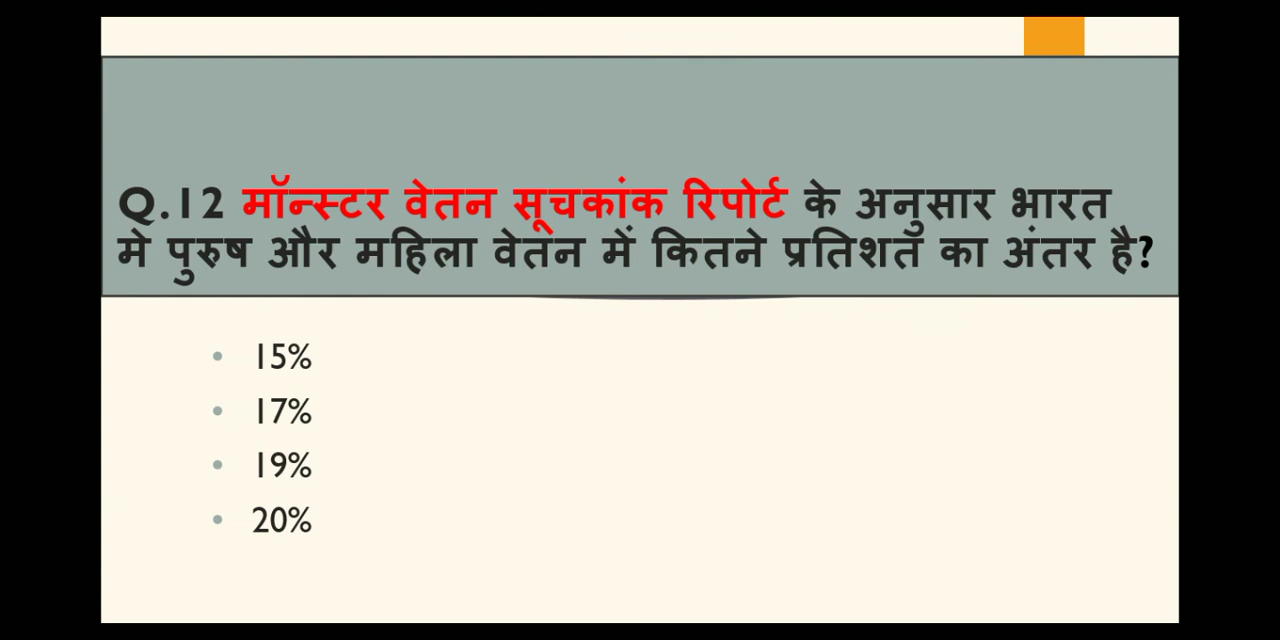 Q.12 मॉन्स्टर वेतन सूचकांक रिपोर्ट के अनुसार भारत
मे पुरुष और महिला वेतन में कितने प्रतिशत का अंतर है?
• 15%
• 17%
• 19%
• 20%